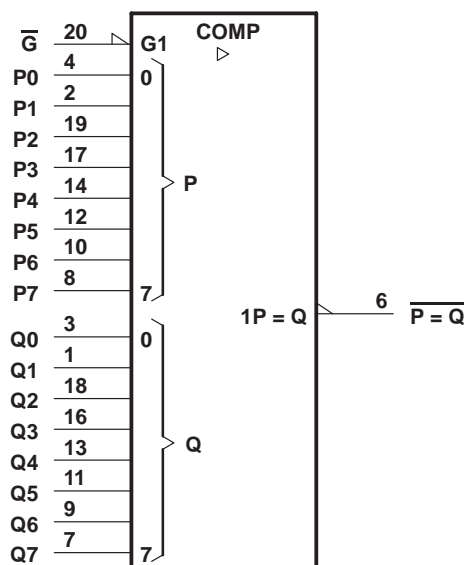 G̅ 20 G1 COMP
P0 4 0
P1 2
P2 19
P3 17
P4 14 P
P5 12
P6 10
P7 8 7
1P = Q 6 P̅ ̅=̅ ̅Q̅
Q0 3 0
Q1 1
Q2 18
Q3 16
Q4 13 Q
Q5 11
Q6 9
Q7 7 7